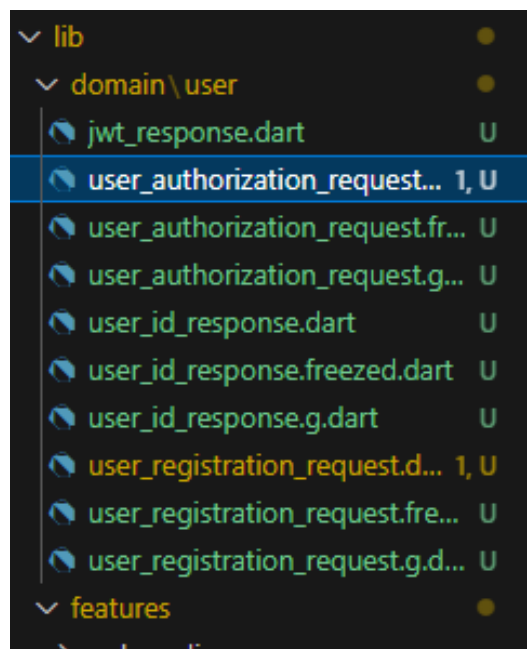 lib
domain\user
jwt_response.dart U
user_authorization_request... 1, U
user_authorization_request.fr... U
user_authorization_request.g... U
user_id_response.dart U
user_id_response.freezed.dart U
user_id_response.g.dart U
user_registration_request.d... 1, U
user_registration_request.fre... U
user_registration_request.g.d... U
features